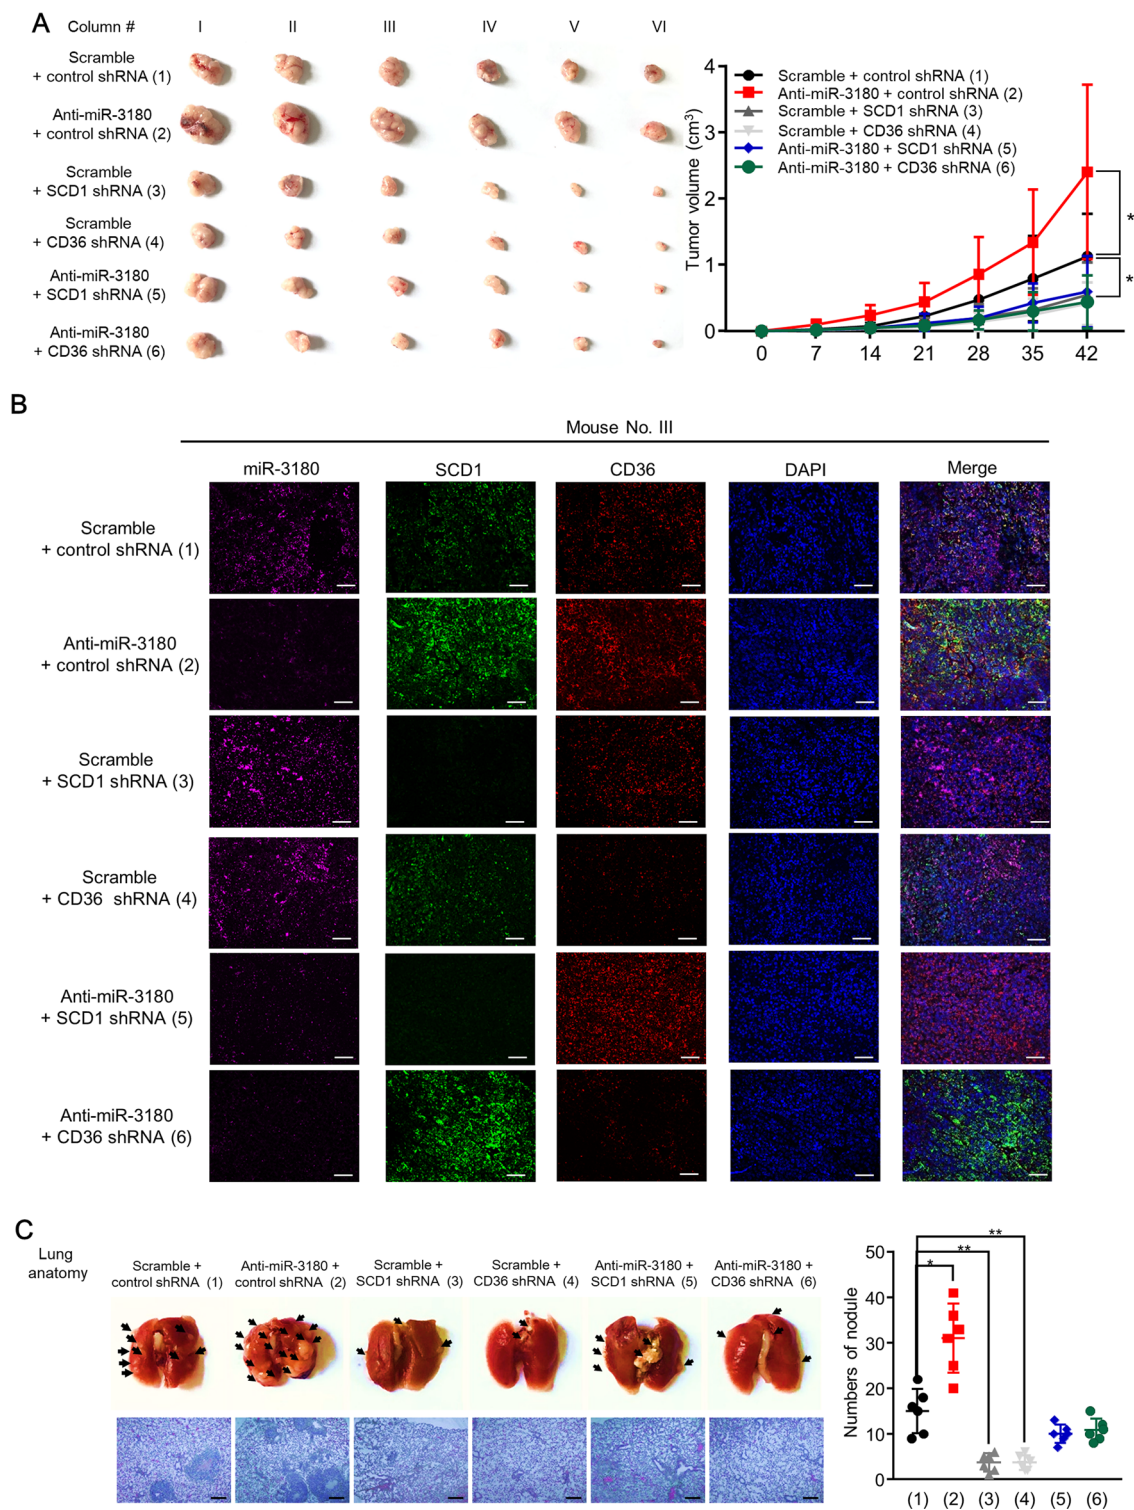 A
Column #
I
II
III
IV
V
VI
Scramble
+ control shRNA (1)
Anti-miR-3180
+ control shRNA (2)
Scramble
+ SCD1 shRNA (3)
Scramble
+ CD36 shRNA (4)
Anti-miR-3180
+ SCD1 shRNA (5)
Anti-miR-3180
+ CD36 shRNA (6)
Tumor volume (cm³)
4
3
2
1
0
Scramble + control shRNA (1)
Anti-miR-3180 + control shRNA (2)
Scramble + SCD1 shRNA (3)
Scramble + CD36 shRNA (4)
Anti-miR-3180 + SCD1 shRNA (5)
Anti-miR-3180 + CD36 shRNA (6)
*
*
0 7 14 21 28 35 42
B
Mouse No. III
miR-3180
SCD1
CD36
DAPI
Merge
Scramble
+ control shRNA (1)
Anti-miR-3180
+ control shRNA (2)
Scramble
+ SCD1 shRNA (3)
Scramble
+ CD36 shRNA (4)
Anti-miR-3180
+ SCD1 shRNA (5)
Anti-miR-3180
+ CD36 shRNA (6)
C
Lung
anatomy
Scramble +
control shRNA (1)
Anti-miR-3180 +
control shRNA (2)
Scramble +
SCD1 shRNA (3)
Scramble +
CD36 shRNA (4)
Anti-miR-3180 +
SCD1 shRNA (5)
Anti-miR-3180 +
CD36 shRNA (6)
Numbers of nodule
50
40
30
20
10
0
**
**
*
(1) (2) (3) (4) (5) (6)